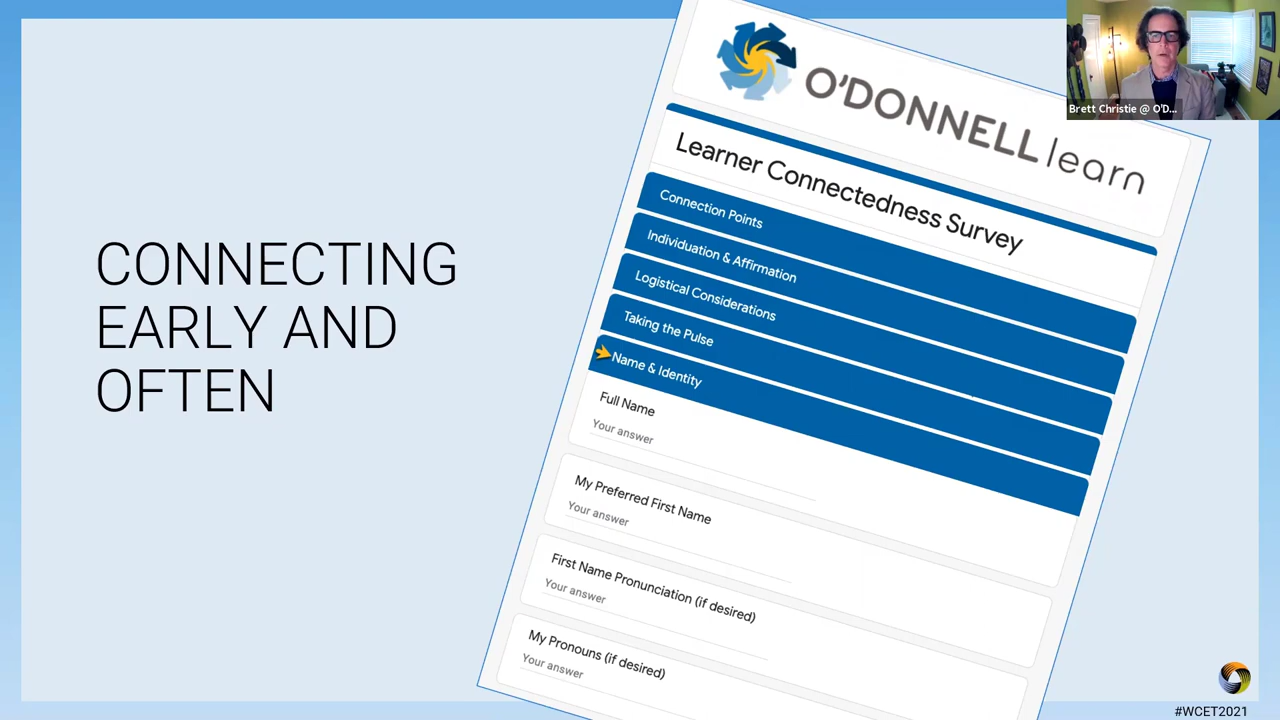 Brett Christie @ O'D...
O'DONNELL learn
Learner Connectedness Survey
Connection Points
Individuation & Affirmation
Logistical Considerations
Taking the Pulse
Name & Identity
Full Name
Your answer
My Preferred First Name
Your answer
First Name Pronunciation (if desired)
Your answer
My Pronouns (if desired)
Your answer
CONNECTING
EARLY AND
OFTEN
#WCET2021